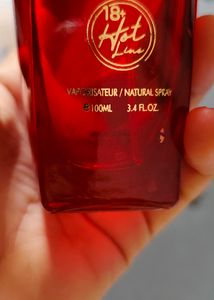 18+
Hot
Line
VAPORISATEUR / NATURAL SPRAY
℮100ML 3.4 FL.OZ.